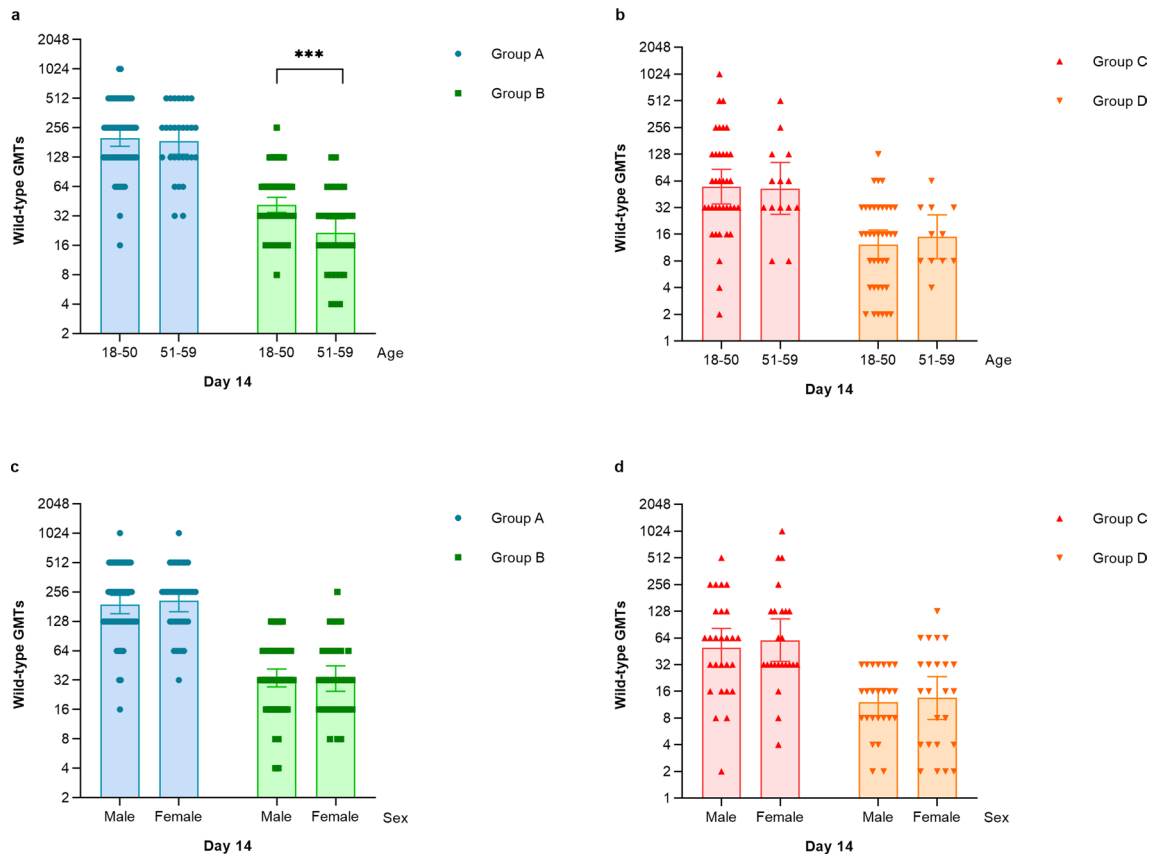 a
2048
1024
512
256
128
64
32
16
8
4
2
Wild-type GMTs
***
Group A
Group B
18-50 51-59 18-50 51-59 Age
Day 14
b
2048
1024
512
256
128
64
32
16
8
4
2
1
Wild-type GMTs
Group C
Group D
18-50 51-59 18-50 51-59 Age
Day 14
c
2048
1024
512
256
128
64
32
16
8
4
2
Wild-type GMTs
Group A
Group B
Male Female Male Female Sex
Day 14
d
2048
1024
512
256
128
64
32
16
8
4
2
1
Wild-type GMTs
Group C
Group D
Male Female Male Female Sex
Day 14